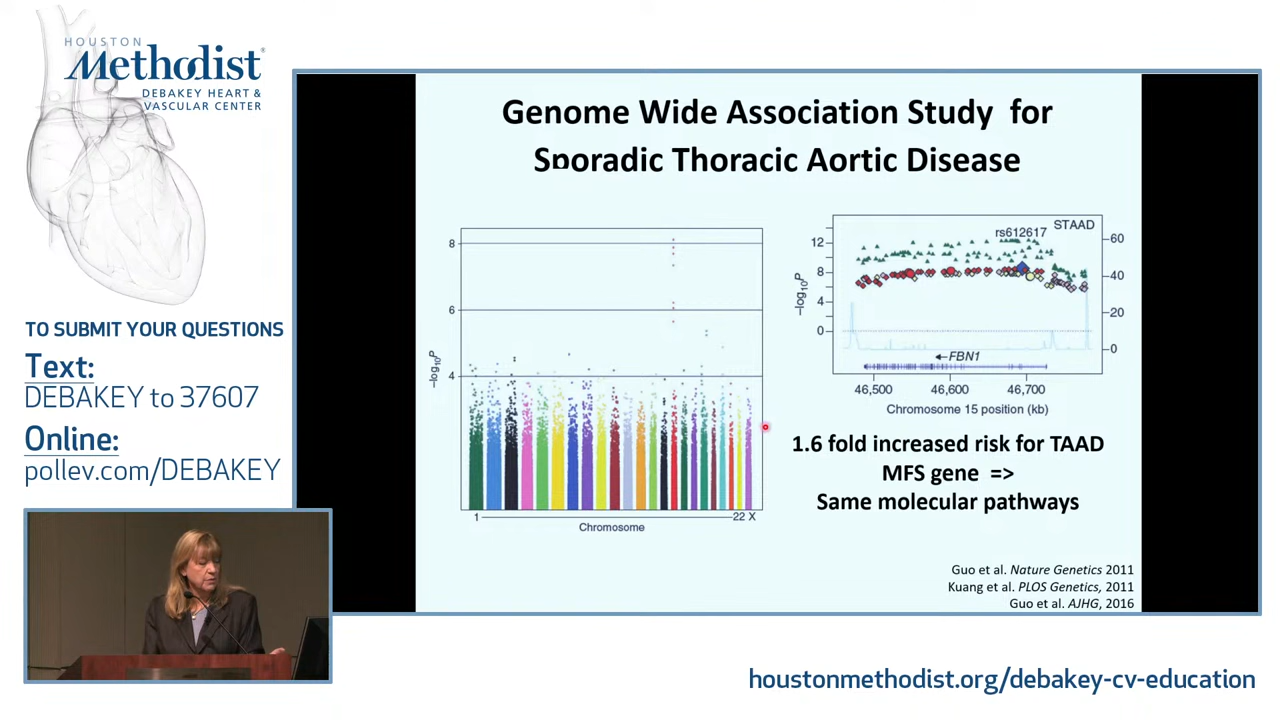 HOUSTON
Methodist®
DEBAKEY HEART &
VASCULAR CENTER
TO SUBMIT YOUR QUESTIONS
Text:
DEBAKEY to 37607
Online:
pollev.com/DEBAKEY
Genome Wide Association Study for
Sporadic Thoracic Aortic Disease
8
6
4
-log10P
1
22 X
Chromosome
STAAD
rs612617
12
8
4
0
-log10P
60
40
20
0
FBN1
46,500
46,600
46,700
Chromosome 15 position (kb)
1.6 fold increased risk for TAAD
MFS gene =>
Same molecular pathways
Guo et al. Nature Genetics 2011
Kuang et al. PLOS Genetics, 2011
Guo et al. AJHG, 2016
houstonmethodist.org/debakey-cv-education